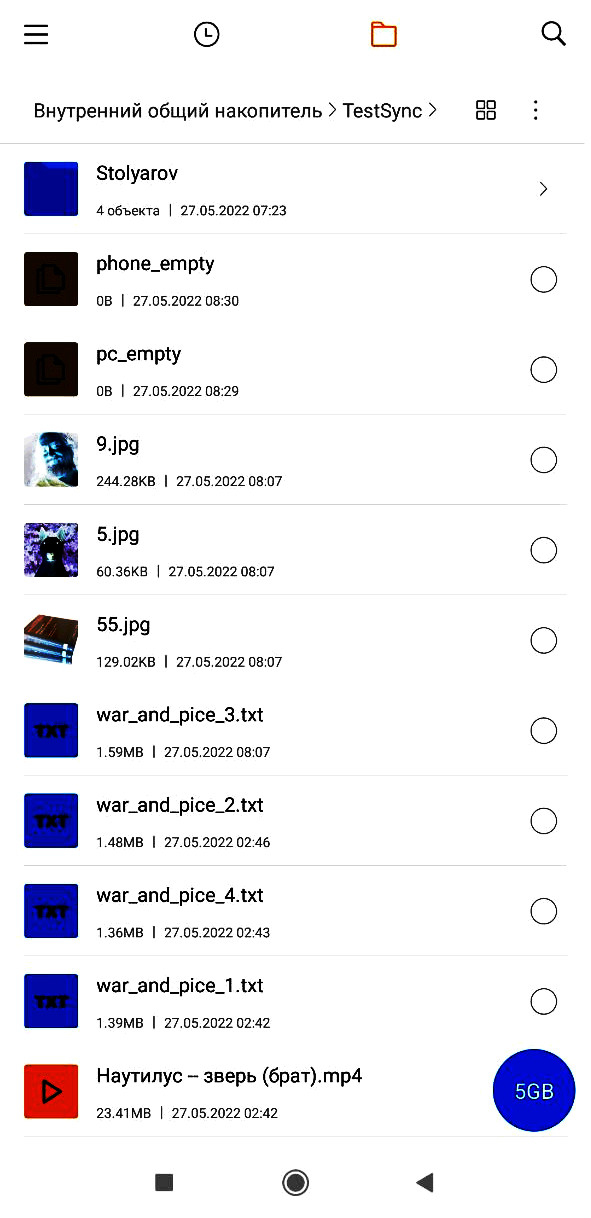 Внутренний общий накопитель > TestSync >
Stolyarov
4 объекта | 27.05.2022 07:23
phone_empty
0B | 27.05.2022 08:30
pc_empty
0B | 27.05.2022 08:29
9.jpg
244.28KB | 27.05.2022 08:07
5.jpg
60.36KB | 27.05.2022 08:07
55.jpg
129.02KB | 27.05.2022 08:07
TXT
war_and_pice_3.txt
1.59MB | 27.05.2022 08:07
TXT
war_and_pice_2.txt
1.48MB | 27.05.2022 02:46
TXT
war_and_pice_4.txt
1.36MB | 27.05.2022 02:43
TXT
war_and_pice_1.txt
1.39MB | 27.05.2022 02:42
Наутилус – зверь (брат).mp4
23.41MB | 27.05.2022 02:42
5GB